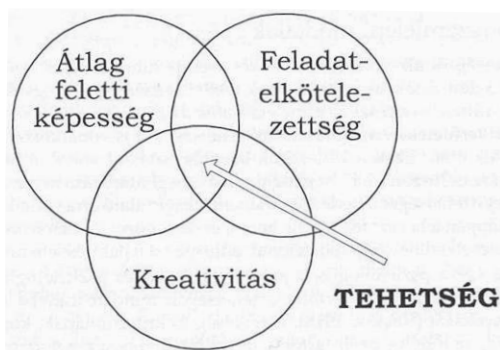 Átlag
feletti
képesség
Feladat-
elkötele-
zettség
Kreativitás
TEHETSÉG